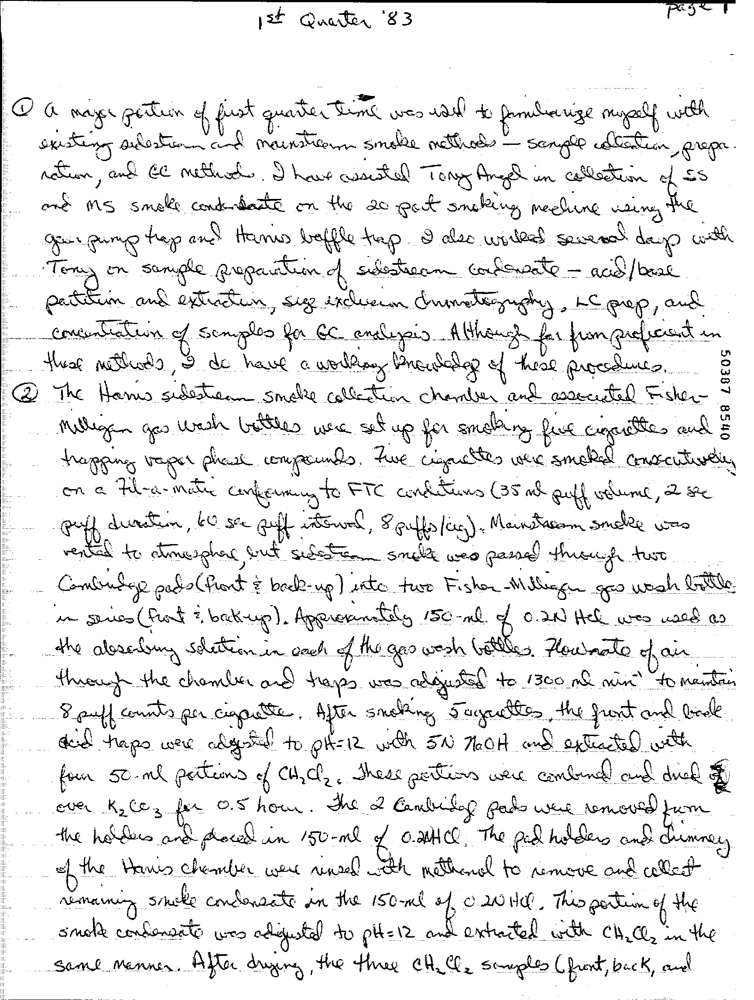 page 1
1st Quarter '83
① A major portion of first quarter time was used to familiarize myself with
existing sidestream and mainstream smoke methods — sample collection, prepa-
ration, and GC methods. I have assisted Tony Angel in collection of SS
and MS smoke condensate on the 20 port smoking machine using the
gas pump trap and Harris baffle trap. I also worked several days with
Tony on sample preparation of sidestream condensate — acid/base
partition and extraction, size exclusion chromatography, LC prep, and
concentration of samples for GC analysis. Although far from proficient in
these methods, I do have a working knowledge of these procedures.
② The Harris sidestream smoke collection chamber and associated Fisher-
Milligan gas wash bottles were set up for smoking five cigarettes and
trapping vapor phase compounds. Five cigarettes were smoked consecutively
on a Fil-a-matic conforming to FTC conditions (35 ml puff volume, 2 sec
puff duration, 60 sec puff interval, 8 puffs/cig). Mainstream smoke was
vented to atmosphere, but sidestream smoke was passed through two
Cambridge pads (front & back-up) into two Fisher-Milligan gas wash bottles
in series (front & back-up). Approximately 150-ml of 0.2N HCl was used as
the absorbing solution in each of the gas wash bottles. Flowrate of air
through the chamber and traps was adjusted to 1300 ml min⁻¹ to maintain
8 puff counts per cigarette. After smoking 5 cigarettes, the front and back
acid traps were adjusted to pH=12 with 5N NaOH and extracted with
four 50-ml portions of CH₂Cl₂. These portions were combined and dried
over K₂CO₃ for 0.5 hour. The 2 Cambridge pads were removed from
the holders and placed in 150-ml of 0.2N HCl. The pad holders and chimney
of the Harris chamber were rinsed with methanol to remove and collect
remaining smoke condensate in the 150-ml of 0.2N HCl. This portion of the
smoke condensate was adjusted to pH=12 and extracted with CH₂Cl₂ in the
same manner. After drying, the three CH₂Cl₂ samples (front, back, and
50387 8540